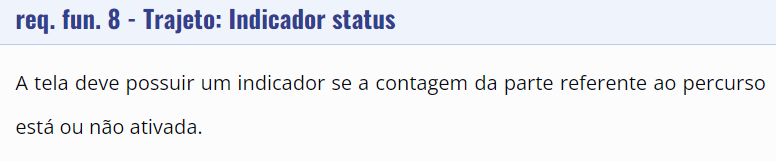 req. fun. 8 - Trajeto: Indicador status
A tela deve possuir um indicador se a contagem da parte referente ao percurso
está ou não ativada.